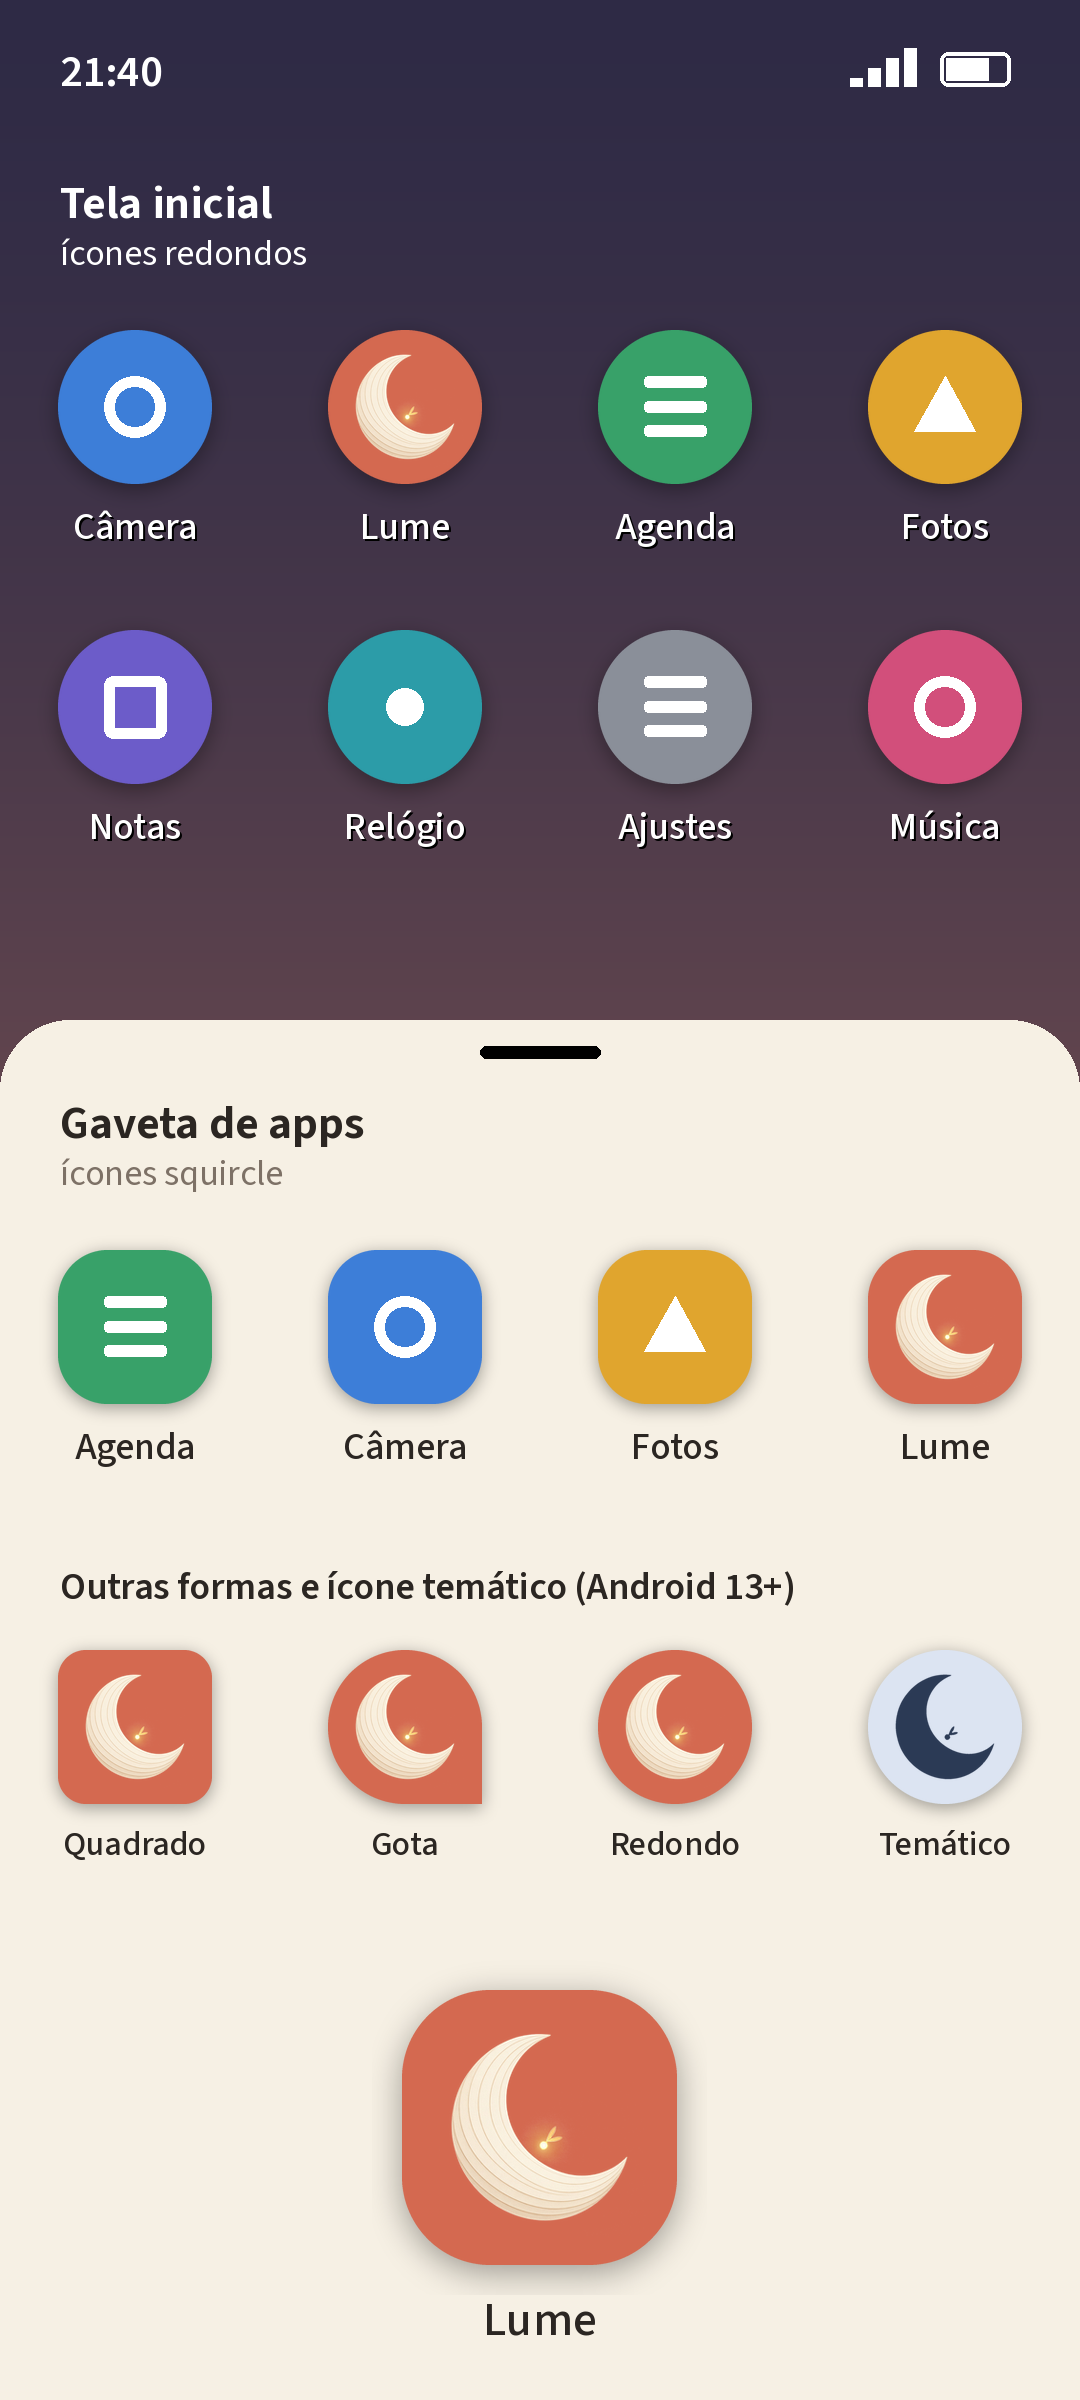 21:40
Tela inicial
ícones redondos
Câmera Lume Agenda Fotos
Notas Relógio Ajustes Música
Gaveta de apps
ícones squircle
Agenda Câmera Fotos Lume
Outras formas e ícone temático (Android 13+)
Quadrado Gota Redondo Temático
Lume